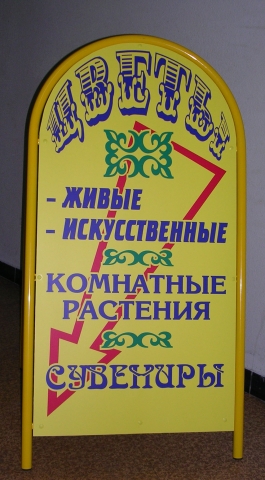 ЦВЕТЫ
- ЖИВЫЕ
- ИСКУССТВЕННЫЕ
КОМНАТНЫЕ
РАСТЕНИЯ
СУВЕНИРЫ